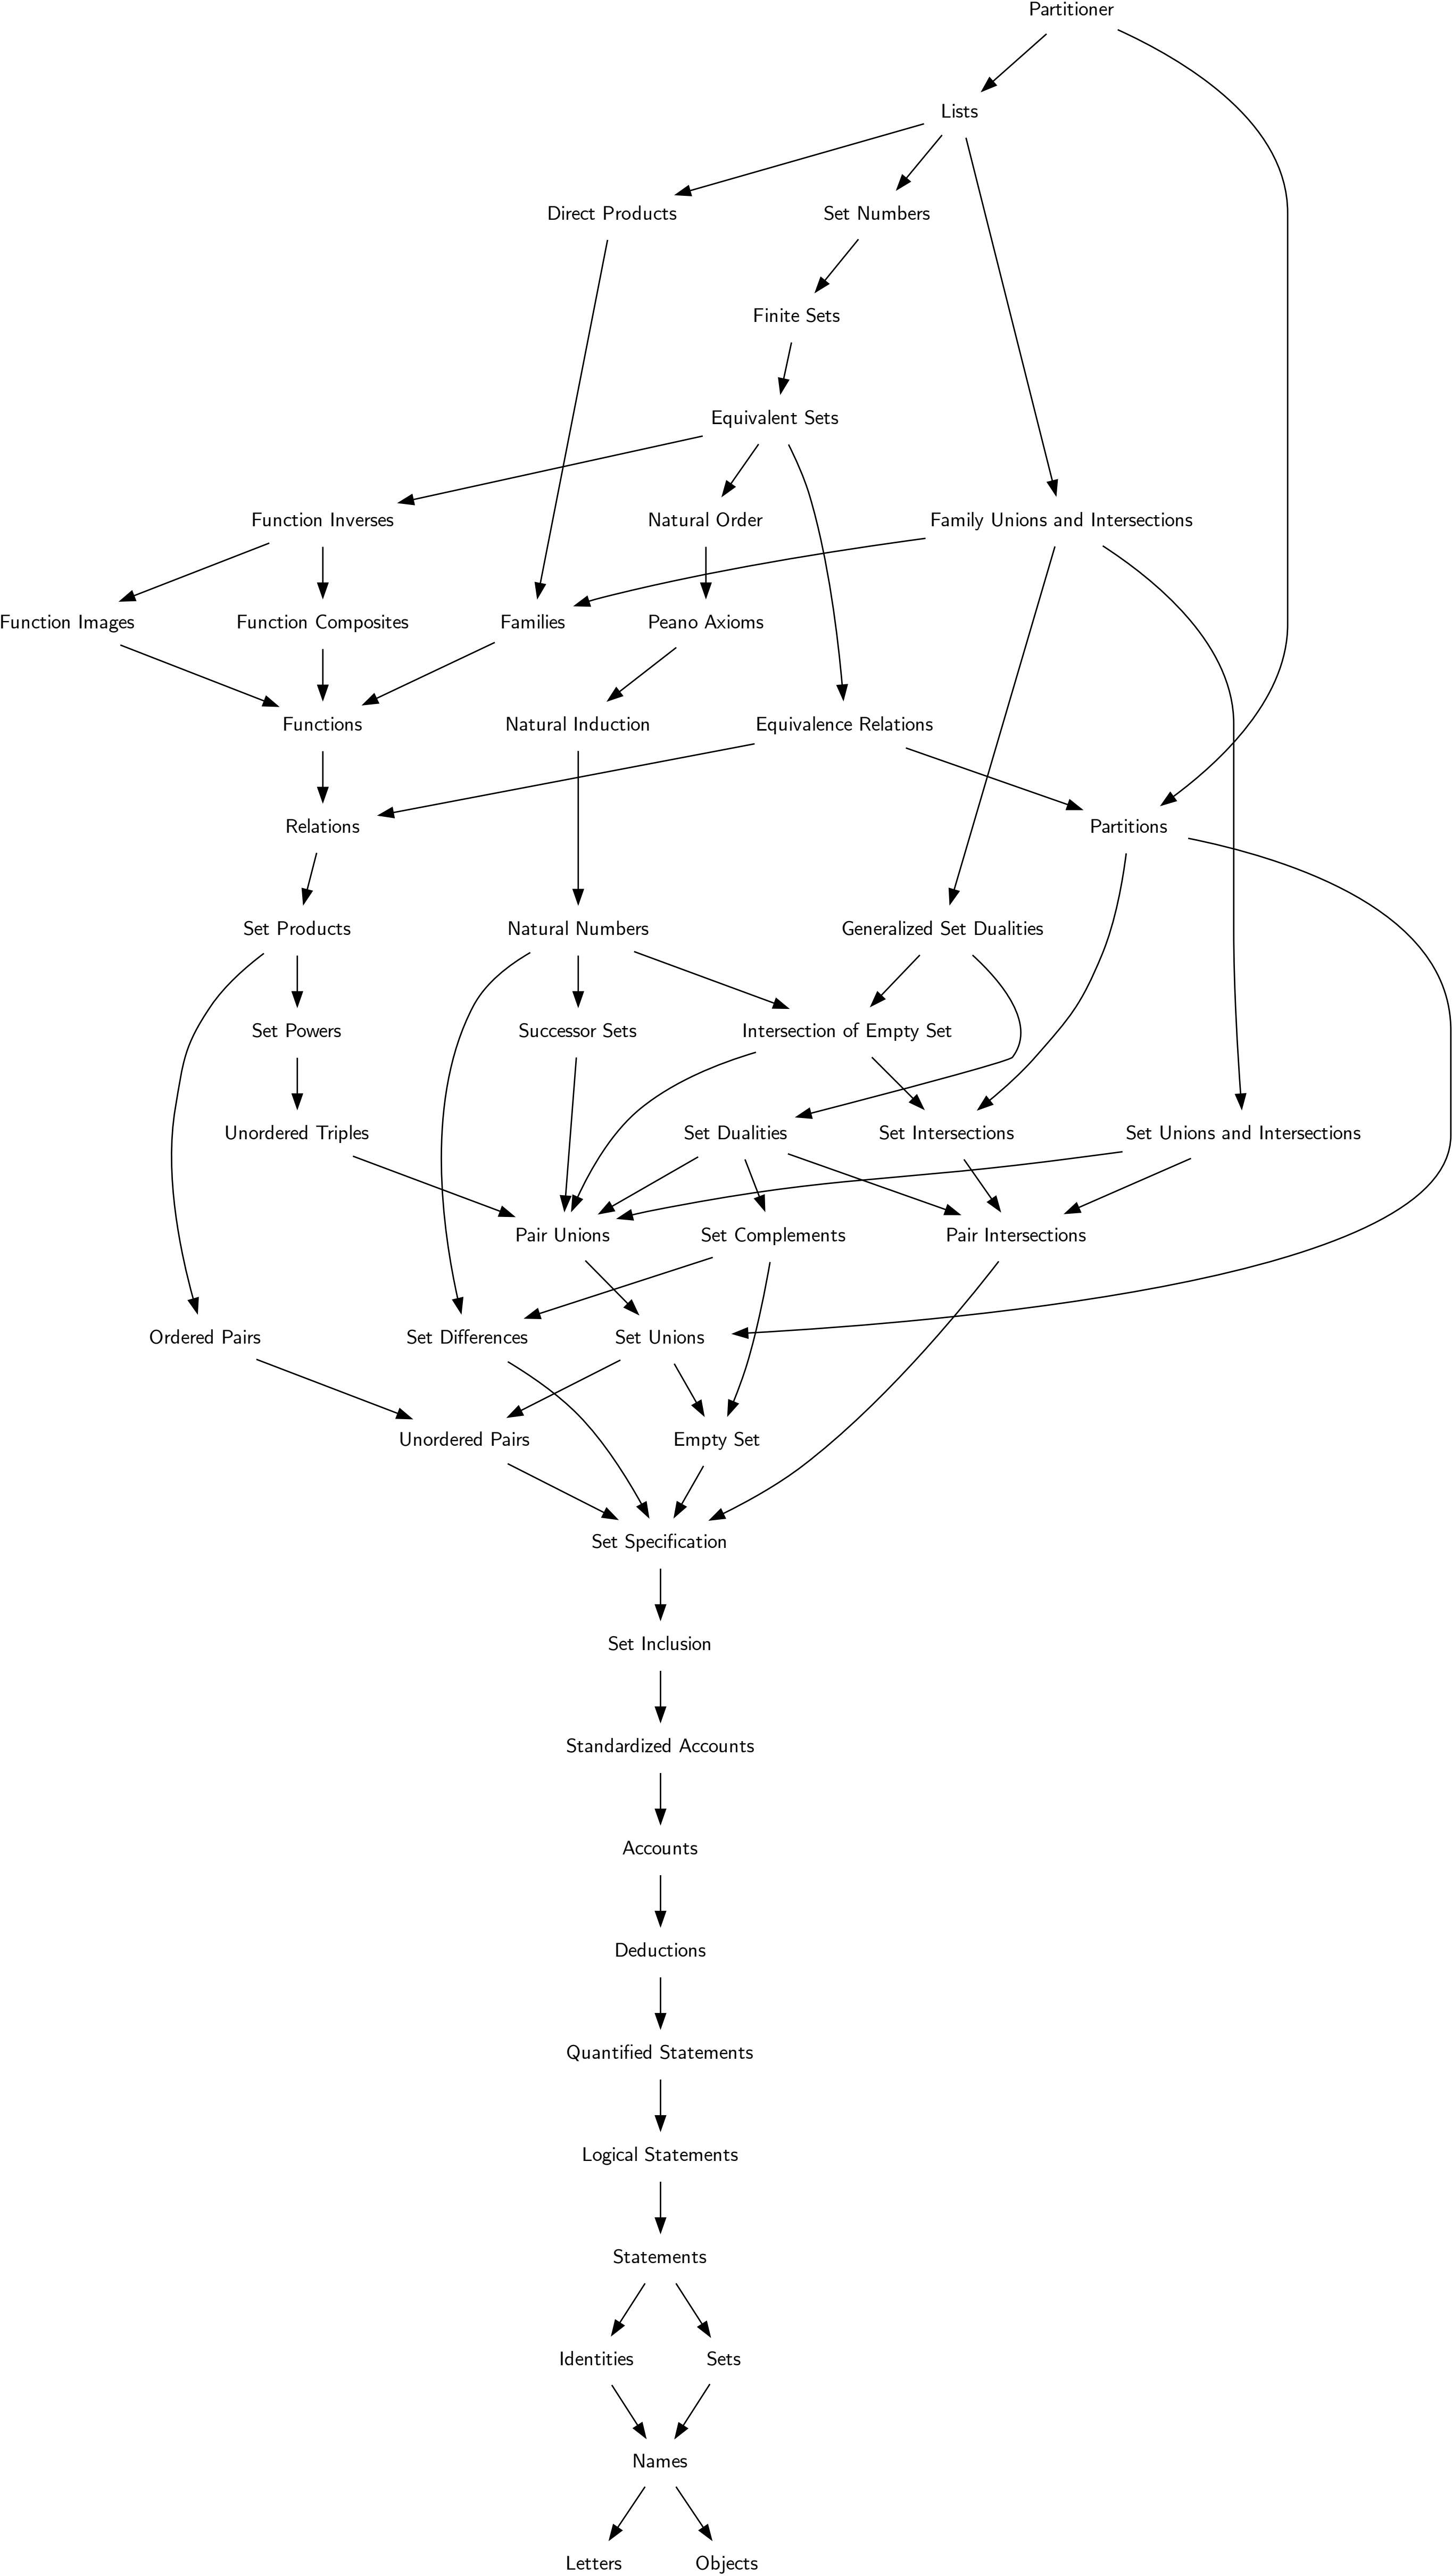 Partitioner
Lists
Direct Products
Set Numbers
Finite Sets
Equivalent Sets
Function Inverses
Natural Order
Family Unions and Intersections
Function Images
Function Composites
Families
Peano Axioms
Functions
Natural Induction
Equivalence Relations
Relations
Partitions
Set Products
Natural Numbers
Generalized Set Dualities
Set Powers
Successor Sets
Intersection of Empty Set
Unordered Triples
Set Dualities
Set Intersections
Set Unions and Intersections
Pair Unions
Set Complements
Pair Intersections
Ordered Pairs
Set Differences
Set Unions
Unordered Pairs
Empty Set
Set Specification
Set Inclusion
Standardized Accounts
Accounts
Deductions
Quantified Statements
Logical Statements
Statements
Identities
Sets
Names
Letters
Objects